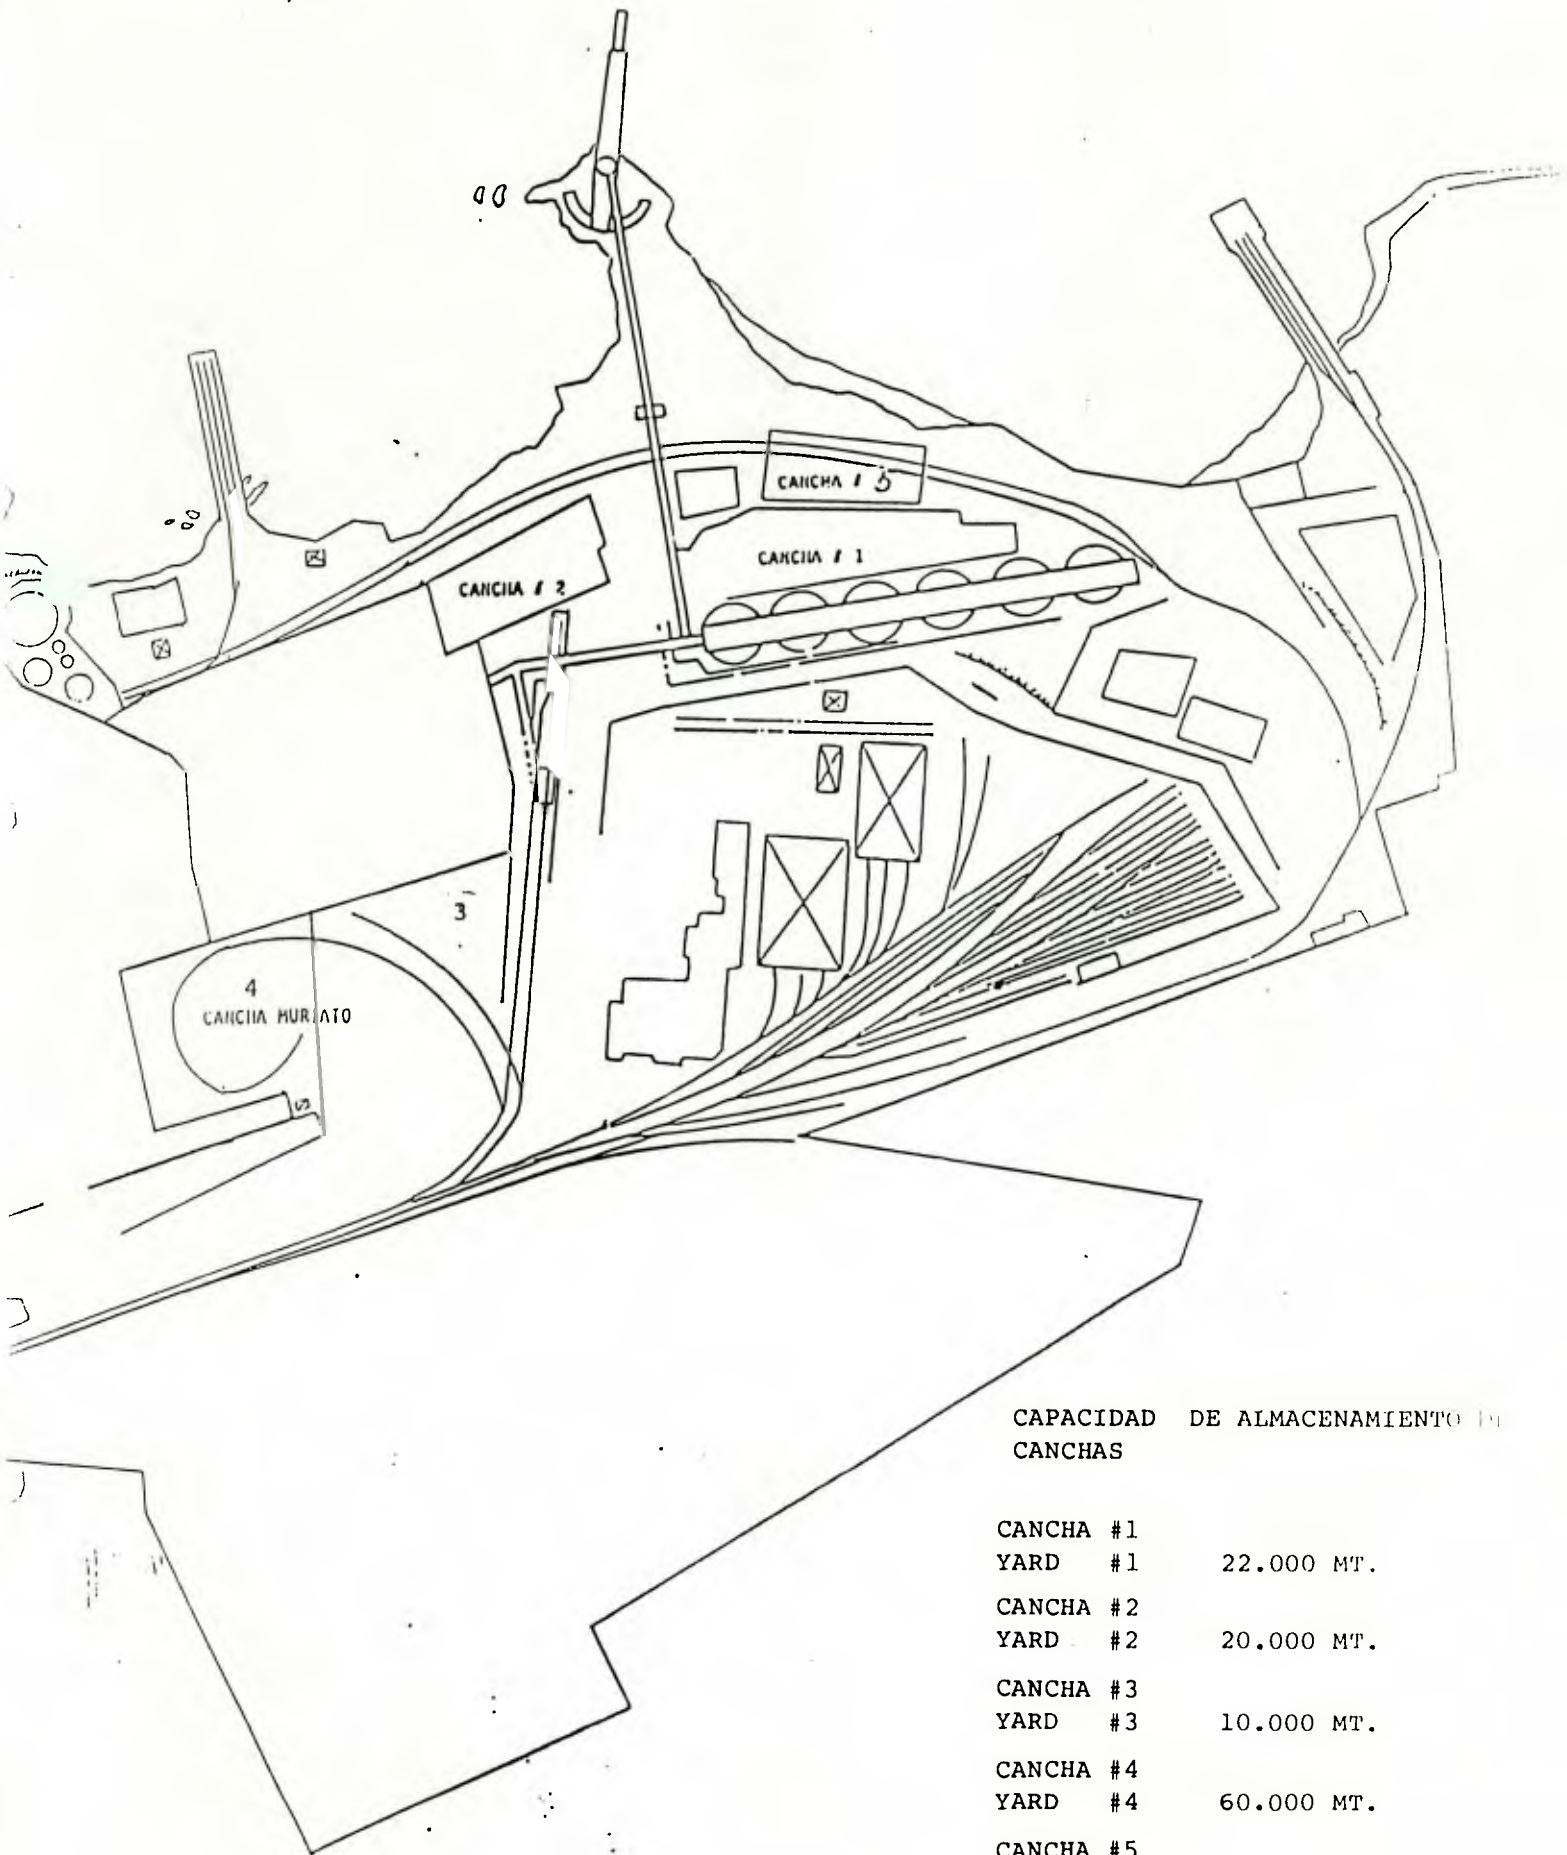 CANCHA # 5
CANCHA # 1
CANCHA # 2
3
4
CANCHA MURIATO
CAPACIDAD DE ALMACENAMIENTO
CANCHAS
CANCHA #1
YARD #1 22.000 MT.
CANCHA #2
YARD #2 20.000 MT.
CANCHA #3
YARD #3 10.000 MT.
CANCHA #4
YARD #4 60.000 MT.
CANCHA #5